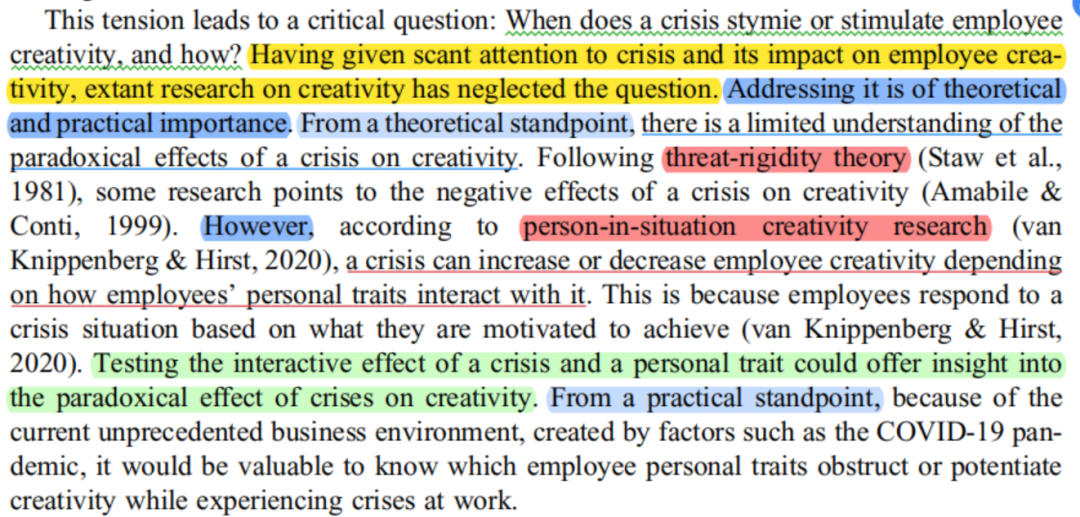 This tension leads to a critical question: When does a crisis stymie or stimulate employee
creativity, and how? Having given scant attention to crisis and its impact on employee crea-
tivity, extant research on creativity has neglected the question. Addressing it is of theoretical
and practical importance. From a theoretical standpoint, there is a limited understanding of the
paradoxical effects of a crisis on creativity. Following threat-rigidity theory (Staw et al.,
1981), some research points to the negative effects of a crisis on creativity (Amabile &
Conti, 1999). However, according to person-in-situation creativity research (van
Knippenberg & Hirst, 2020), a crisis can increase or decrease employee creativity depending
on how employees’ personal traits interact with it. This is because employees respond to a
crisis situation based on what they are motivated to achieve (van Knippenberg & Hirst,
2020). Testing the interactive effect of a crisis and a personal trait could offer insight into
the paradoxical effect of crises on creativity. From a practical standpoint, because of the
current unprecedented business environment, created by factors such as the COVID-19 pan-
demic, it would be valuable to know which employee personal traits obstruct or potentiate
creativity while experiencing crises at work.